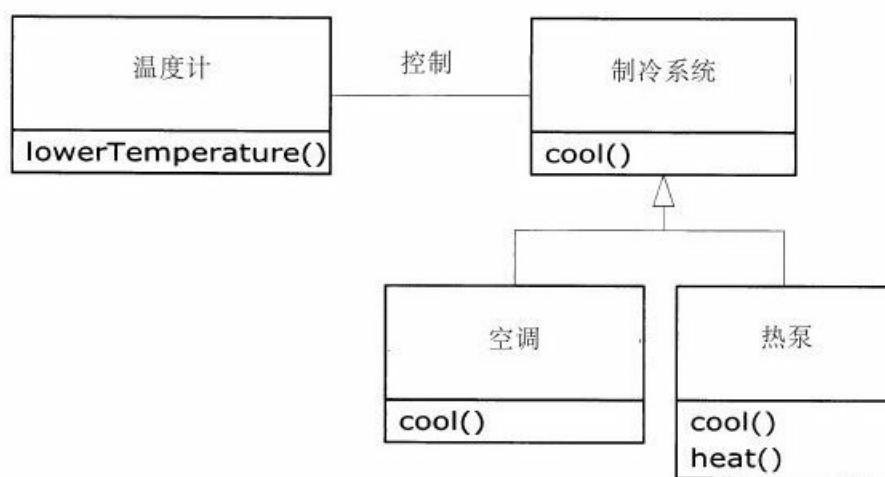 温度计
控制
制冷系统
lowerTemperature()
cool()
空调
热泵
cool()
cool()
heat()